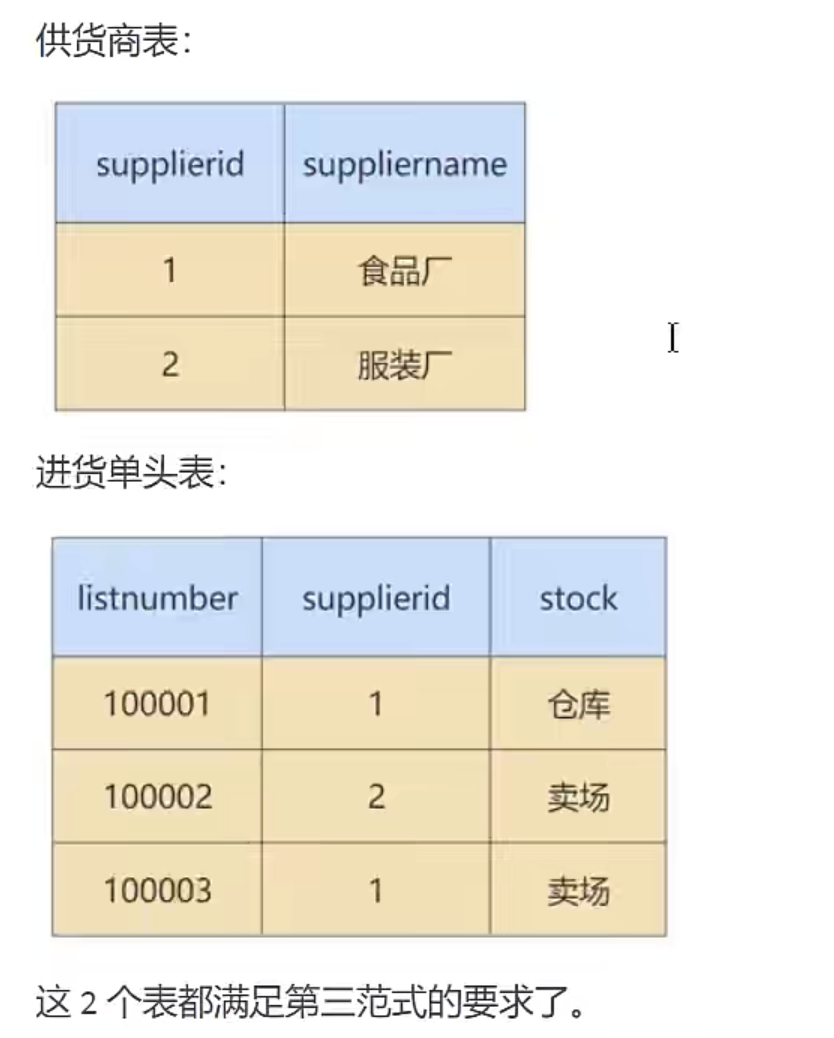 供货商表：
supplierid suppliername
1 食品厂
2 服装厂
进货单头表：
listnumber supplierid stock
100001 1 仓库
100002 2 卖场
100003 1 卖场
这 2 个表都满足第三范式的要求了。